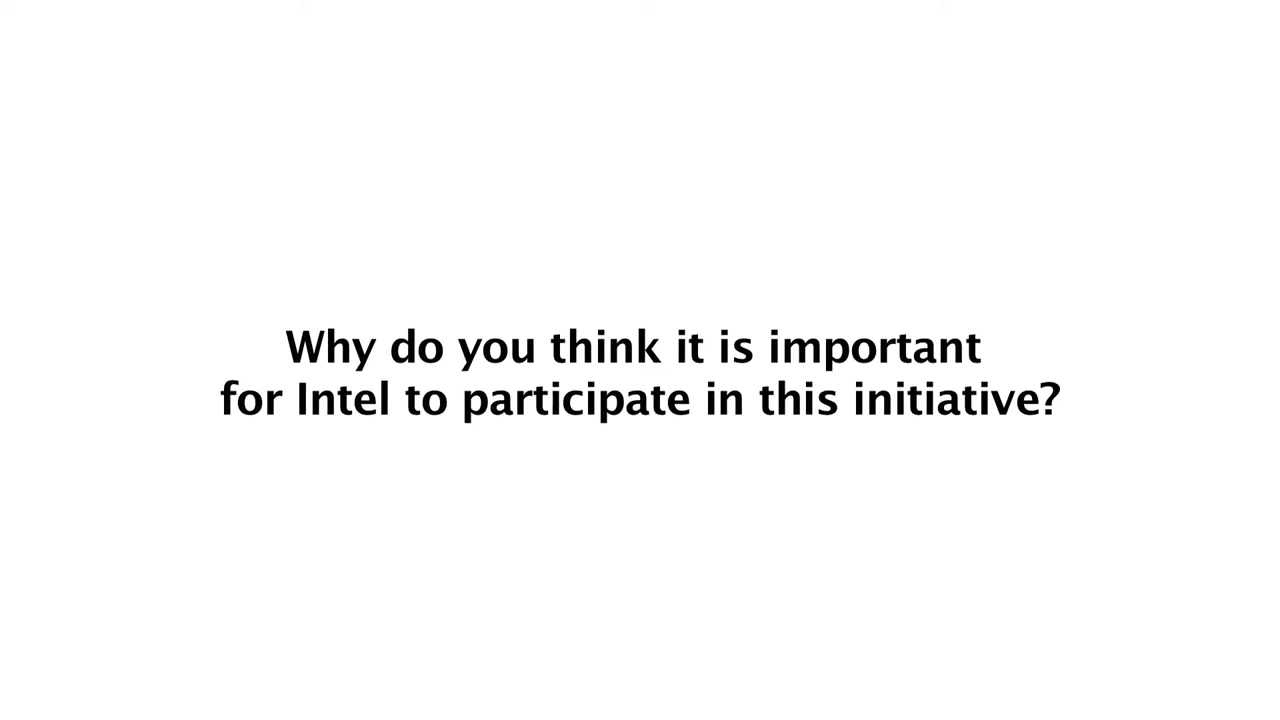 Why do you think it is important
for Intel to participate in this initiative?